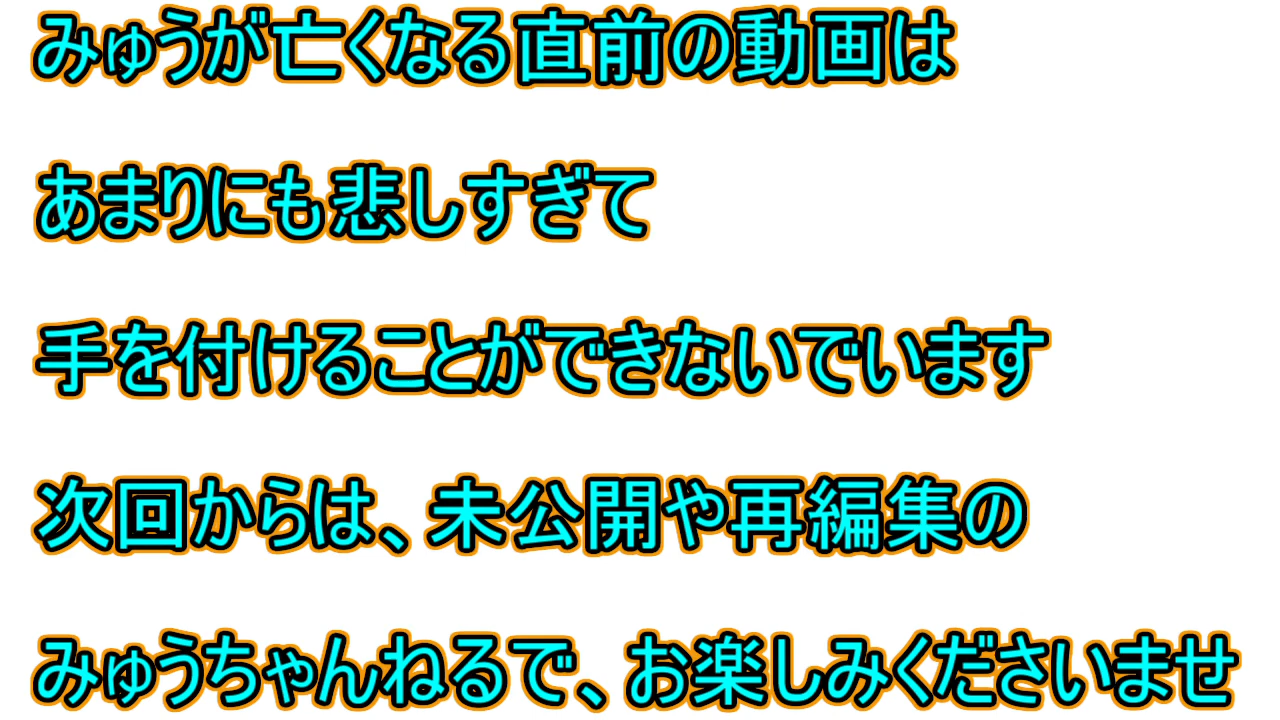 みゅうが亡くなる直前の動画は
あまりにも悲しすぎて
手を付けることができないでいます
次回からは、未公開や再編集の
みゅうちゃんねるで、お楽しみくださいませ